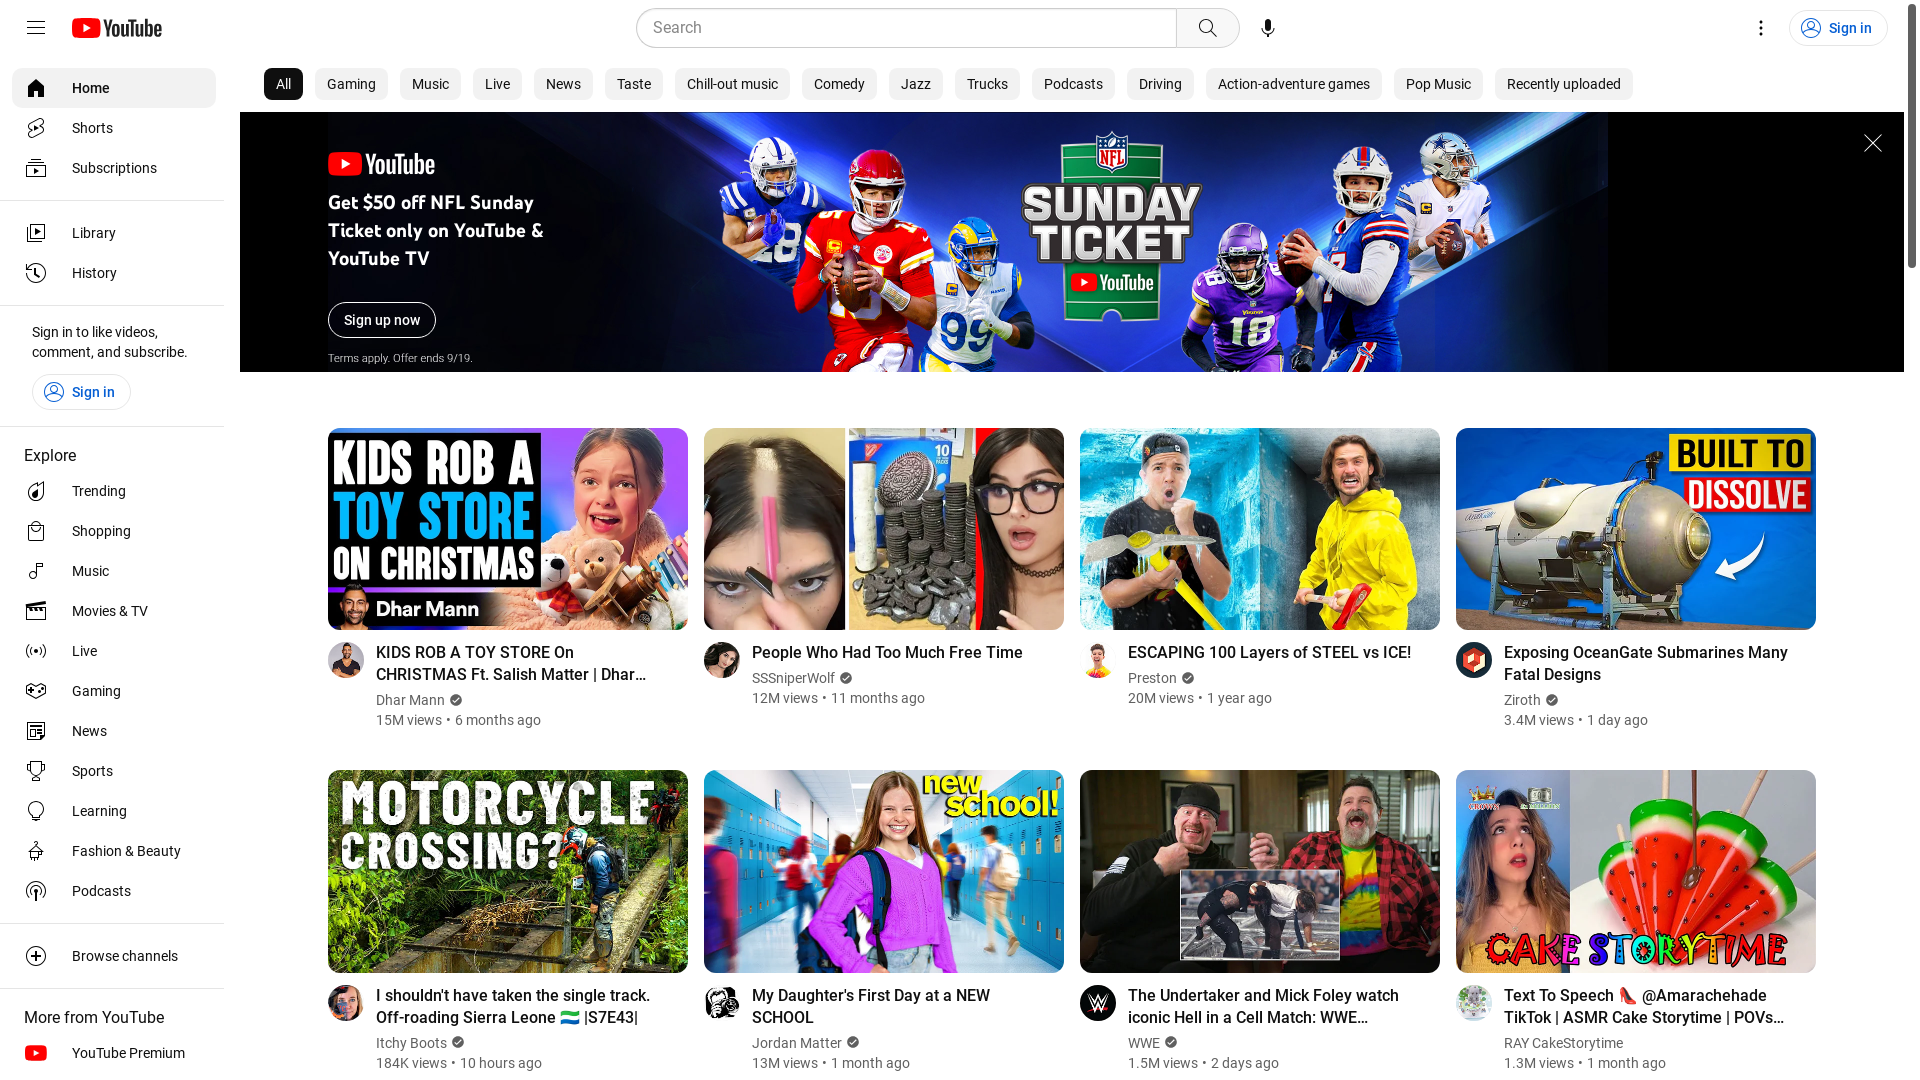 YouTube
Search
Sign in
Home
Shorts
Subscriptions
Library
History
Sign in to like videos,
comment, and subscribe.
Sign in
Explore
Trending
Shopping
Music
Movies & TV
Live
Gaming
News
Sports
Learning
Fashion & Beauty
Podcasts
Browse channels
More from YouTube
YouTube Premium
All
Gaming
Music
Live
News
Taste
Chill-out music
Comedy
Jazz
Trucks
Podcasts
Driving
Action-adventure games
Pop Music
Recently uploaded
YouTube
Get $50 off NFL Sunday
Ticket only on YouTube &
YouTube TV
Sign up now
Terms apply. Offer ends 9/19.
NFL
SUNDAY
TICKET
YouTube
99
18
Vikings
KIDS ROB A
TOY STORE
ON CHRISTMAS
Dhar Mann
KIDS ROB A TOY STORE On
CHRISTMAS Ft. Salish Matter | Dhar...
Dhar Mann
15M views • 6 months ago
10
People Who Had Too Much Free Time
SSSniperWolf
12M views • 11 months ago
ESCAPING 100 Layers of STEEL vs ICE!
Preston
20M views • 1 year ago
BUILT TO
DISSOLVE
Exposing OceanGate Submarines Many
Fatal Designs
Ziroth
3.4M views • 1 day ago
MOTORCYCLE
CROSSING?
I shouldn't have taken the single track.
Off-roading Sierra Leone 🇸🇱 |S7E43|
Itchy Boots
184K views • 10 hours ago
new
school!
My Daughter's First Day at a NEW
SCHOOL
Jordan Matter
13M views • 1 month ago
The Undertaker and Mick Foley watch
iconic Hell in a Cell Match: WWE...
WWE
1.5M views • 2 days ago
CAKE STORYTIME
Text To Speech 👠 @Amarachehade
TikTok | ASMR Cake Storytime | POVs...
RAY CakeStorytime
1.3M views • 1 month ago